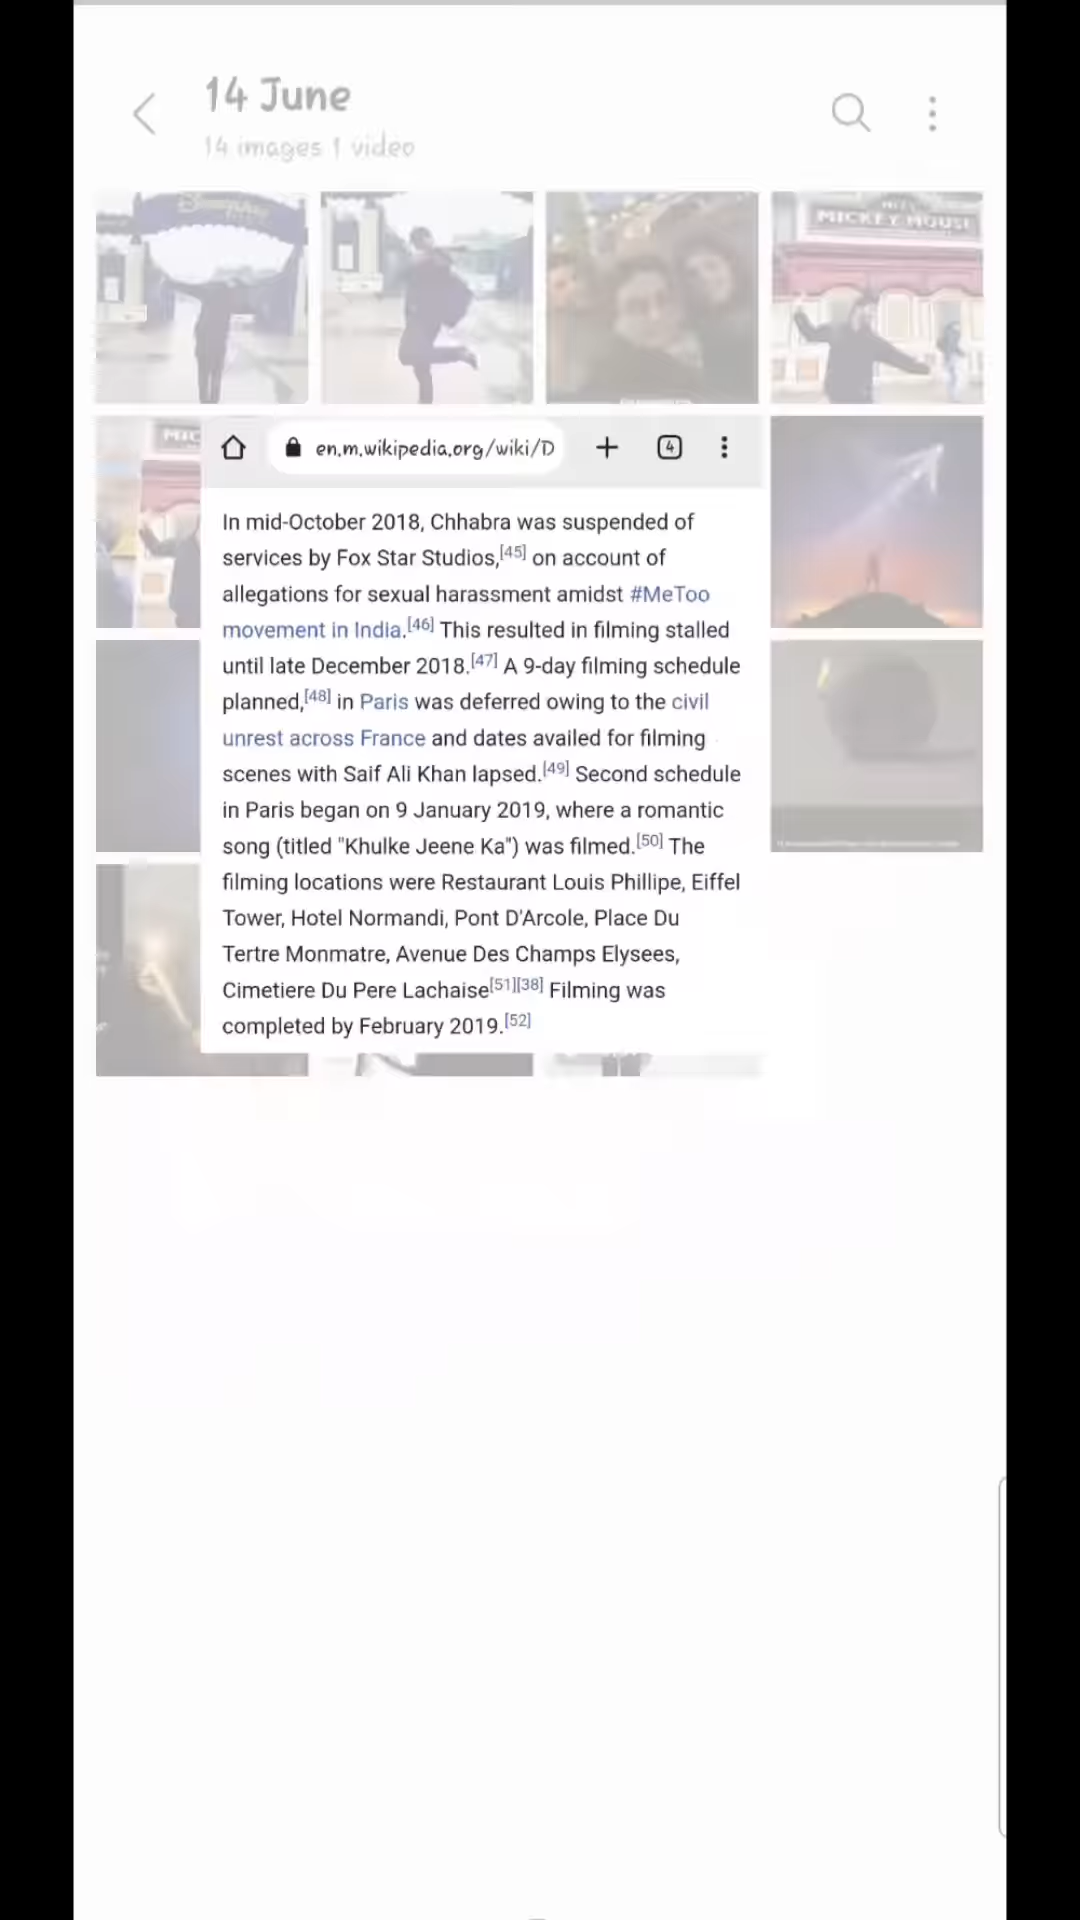 14 June
14 images 1 video
Disneyland
MICKEY MOUSE
en.m.wikipedia.org/wiki/D
4
In mid-October 2018, Chhabra was suspended of
services by Fox Star Studios,[45] on account of
allegations for sexual harassment amidst #MeToo
movement in India.[46] This resulted in filming stalled
until late December 2018.[47] A 9-day filming schedule
planned,[48] in Paris was deferred owing to the civil
unrest across France and dates availed for filming
scenes with Saif Ali Khan lapsed.[49] Second schedule
in Paris began on 9 January 2019, where a romantic
song (titled "Khulke Jeene Ka") was filmed.[50] The
filming locations were Restaurant Louis Phillipe, Eiffel
Tower, Hotel Normandi, Pont D'Arcole, Place Du
Tertre Monmatre, Avenue Des Champs Elysees,
Cimetiere Du Pere Lachaise[51][38] Filming was
completed by February 2019.[52]